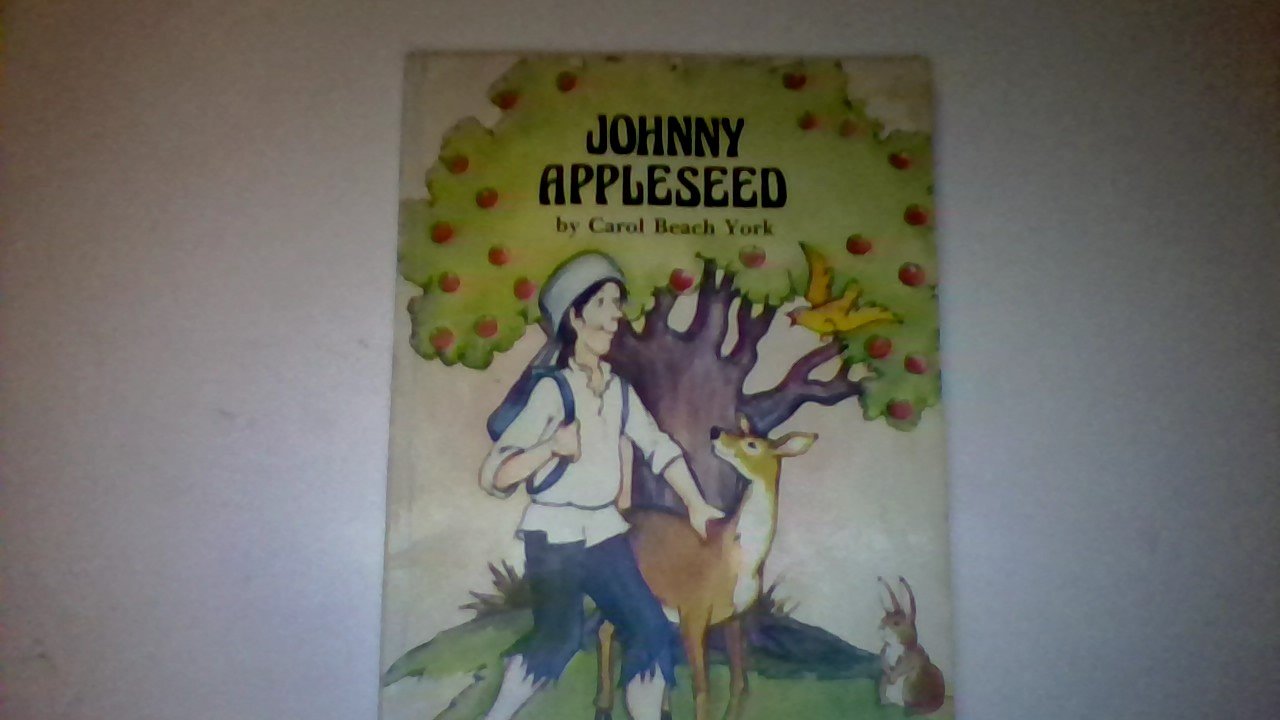 JOHNNY
APPLESEED
by Carol Beach York